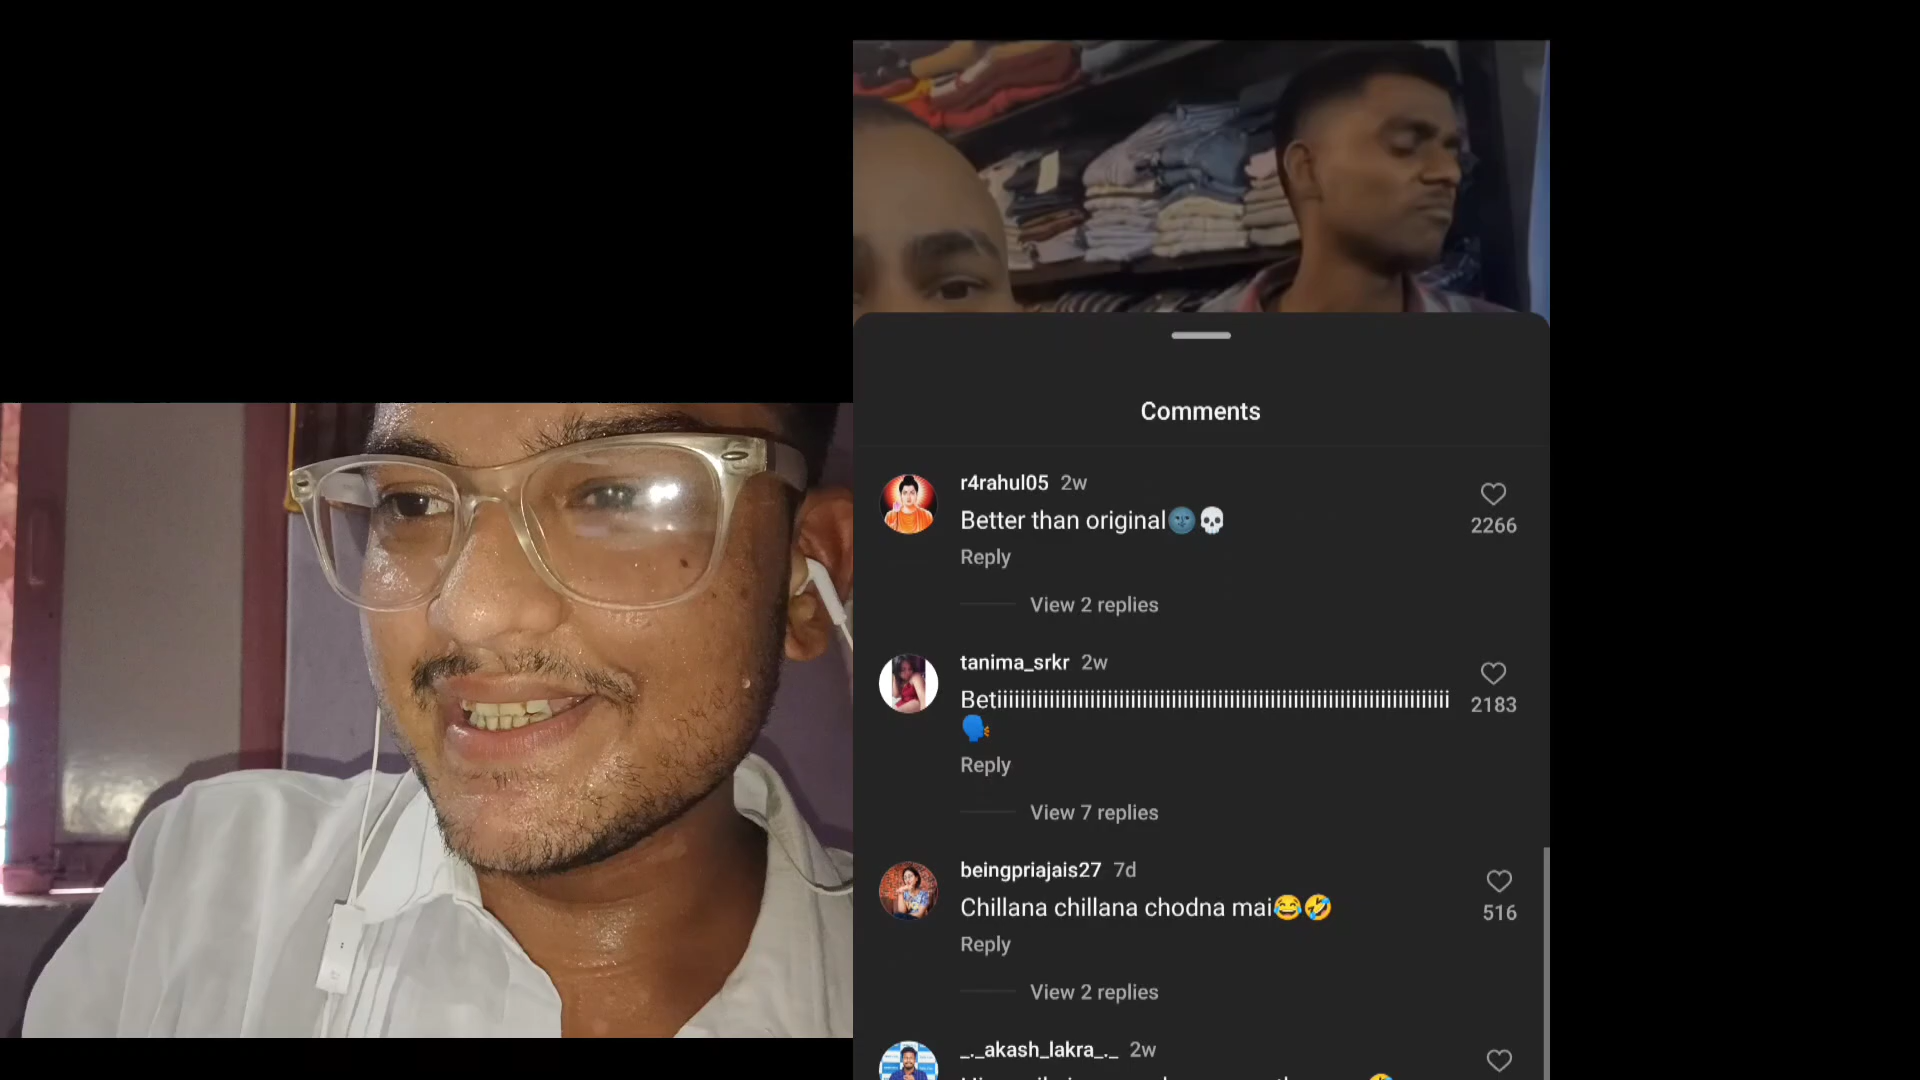 Comments
r4rahul05 2w
Better than original🌚💀
2266
Reply
View 2 replies
tanima_srkr 2w
Betiiiiiiiiiiiiiiiiiiiiiiiiiiiiiiiiiiiiiiiiiiiiiiiiiiiiiiiiiiiiiiiiiiiii
🗣️
2183
Reply
View 7 replies
beingpriajais27 7d
Chillana chillana chodna mai😂🤣
516
Reply
View 2 replies
_._akash_lakra_._ 2w